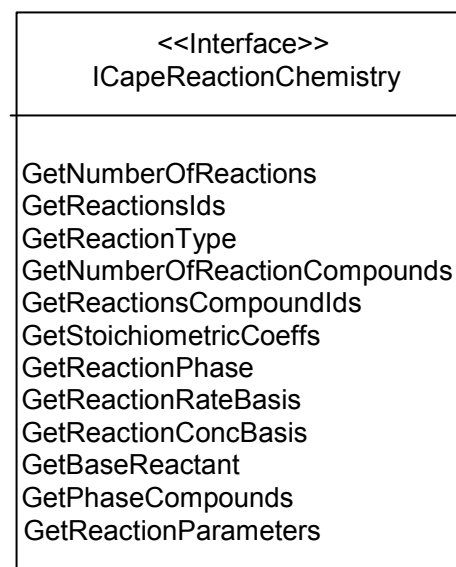 <<Interface>>
ICapeReactionChemistry
GetNumberOfReactions
GetReactionsIds
GetReactionType
GetNumberOfReactionCompounds
GetReactionsCompoundIds
GetStoichiometricCoeffs
GetReactionPhase
GetReactionRateBasis
GetReactionConcBasis
GetBaseReactant
GetPhaseCompounds
GetReactionParameters